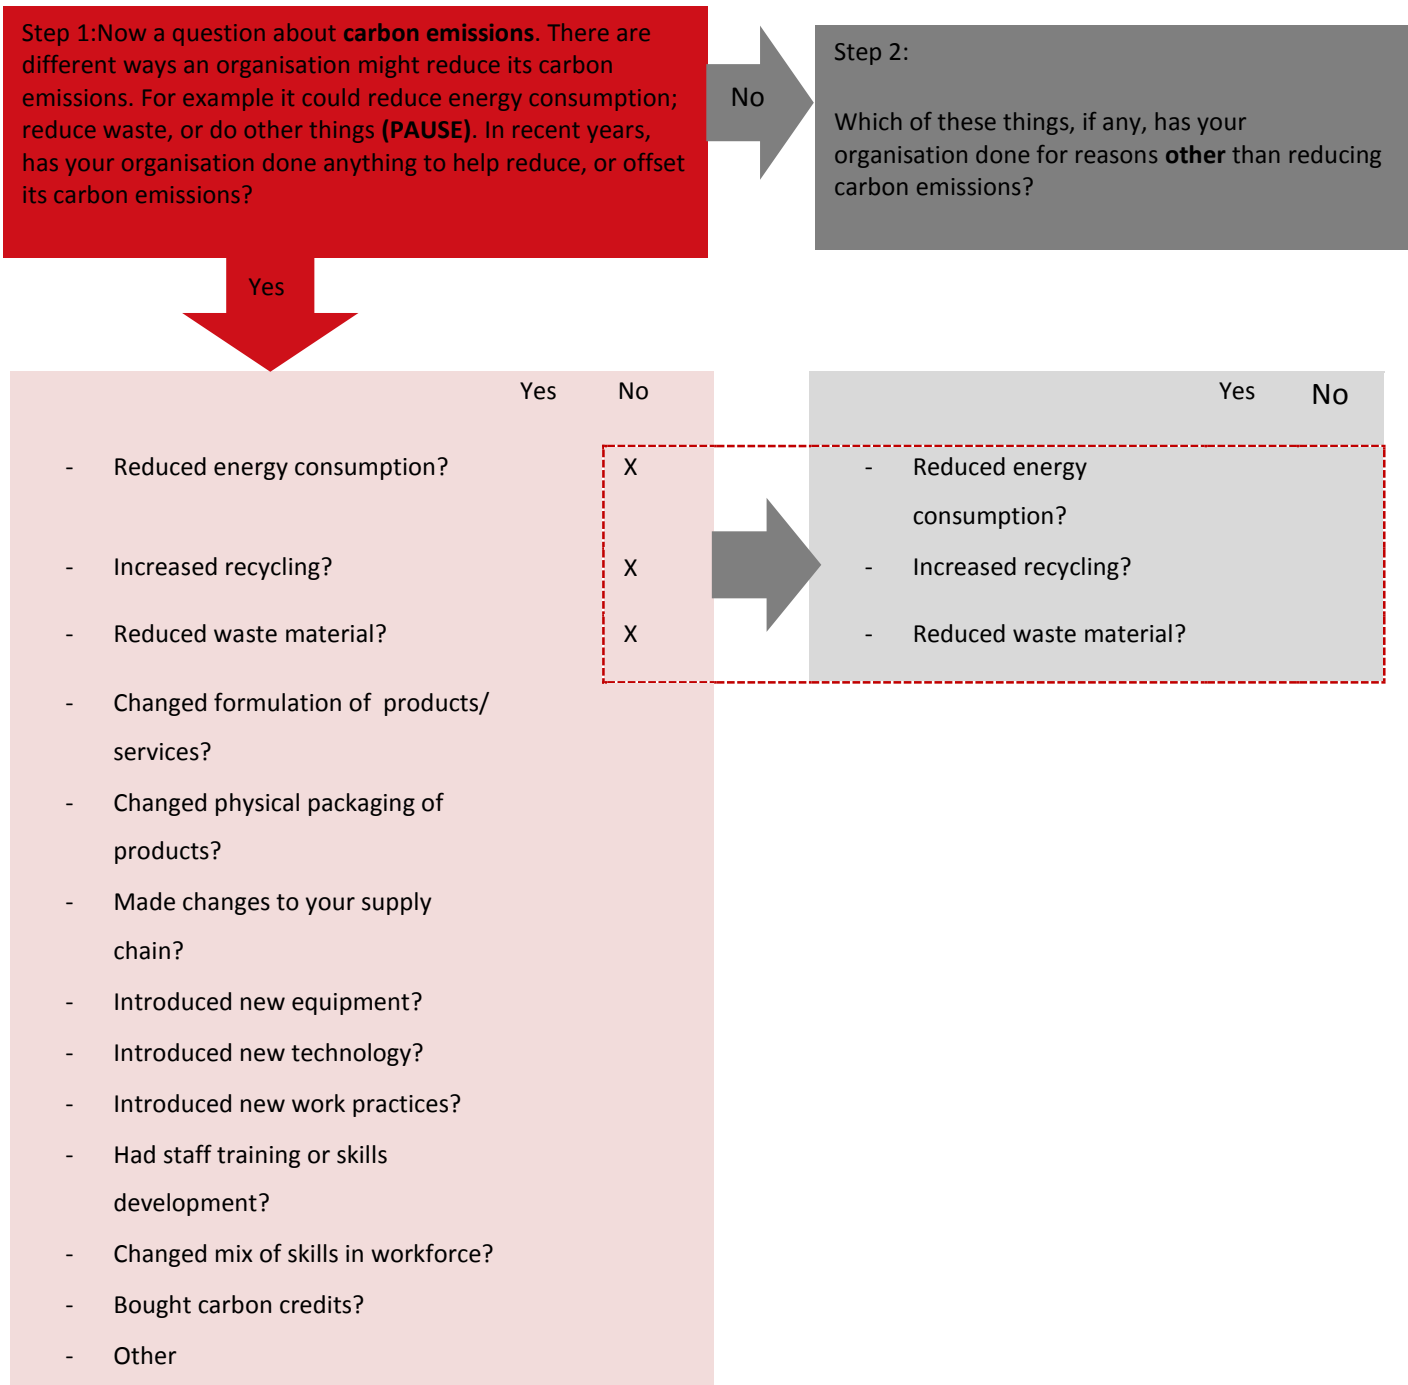 Step 1:Now a question about carbon emissions. There are
different ways an organisation might reduce its carbon
emissions. For example it could reduce energy consumption;
reduce waste, or do other things (PAUSE). In recent years,
has your organisation done anything to help reduce, or offset
its carbon emissions?
No
Step 2:
Which of these things, if any, has your
organisation done for reasons other than reducing
carbon emissions?
Yes
Yes No
- Reduced energy consumption? X
- Increased recycling? X
- Reduced waste material? X
- Changed formulation of products/
services?
- Changed physical packaging of
products?
- Made changes to your supply
chain?
- Introduced new equipment?
- Introduced new technology?
- Introduced new work practices?
- Had staff training or skills
development?
- Changed mix of skills in workforce?
- Bought carbon credits?
- Other
Yes No
- Reduced energy
consumption?
- Increased recycling?
- Reduced waste material?